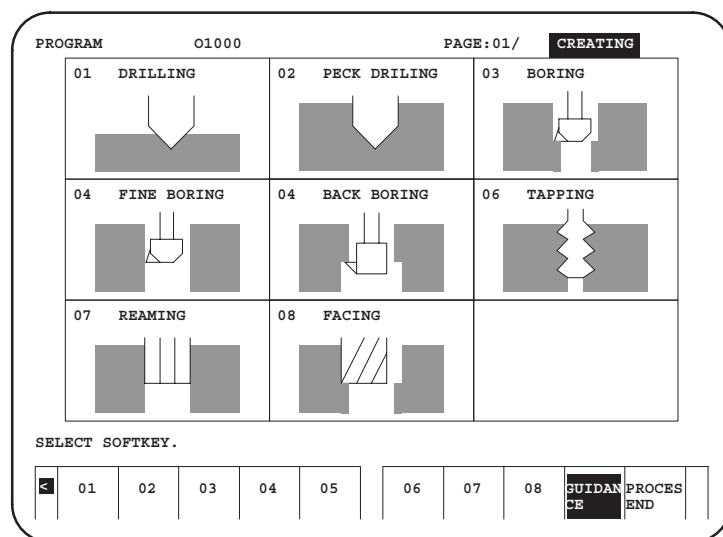 PROGRAM O1000 PAGE:01/ CREATING
01 DRILLING 02 PECK DRILING 03 BORING
04 FINE BORING 04 BACK BORING 06 TAPPING
07 REAMING 08 FACING
SELECT SOFTKEY.
< 01 02 03 04 05 06 07 08 GUIDAN PROCES
CE END